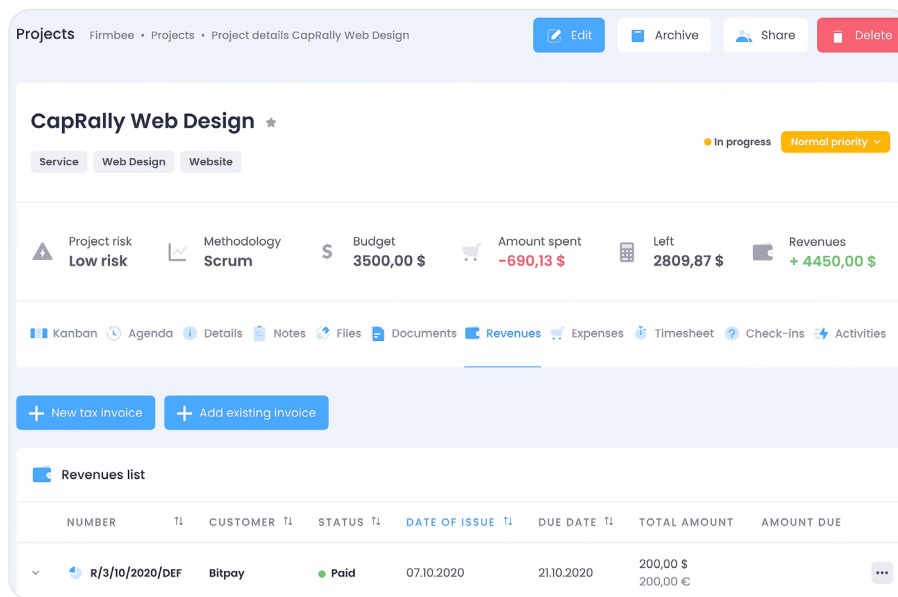 Projects Firmbee • Projects • Project details CapRally Web Design Edit Archive Share Delete
CapRally Web Design
In progress Normal priority
Service Web Design Website
Project risk Methodology Budget Amount spent Left Revenues
Low risk Scrum 3500,00 $ -690,13 $ 2809,87 $ + 4450,00 $
Kanban Agenda Details Notes Files Documents Revenues Expenses Timesheet Check-ins Activities
New tax invoice Add existing invoice
Revenues list
NUMBER CUSTOMER STATUS DATE OF ISSUE DUE DATE TOTAL AMOUNT AMOUNT DUE
R/3/10/2020/DEF Bitpay Paid 07.10.2020 21.10.2020 200,00 $
200,00 €